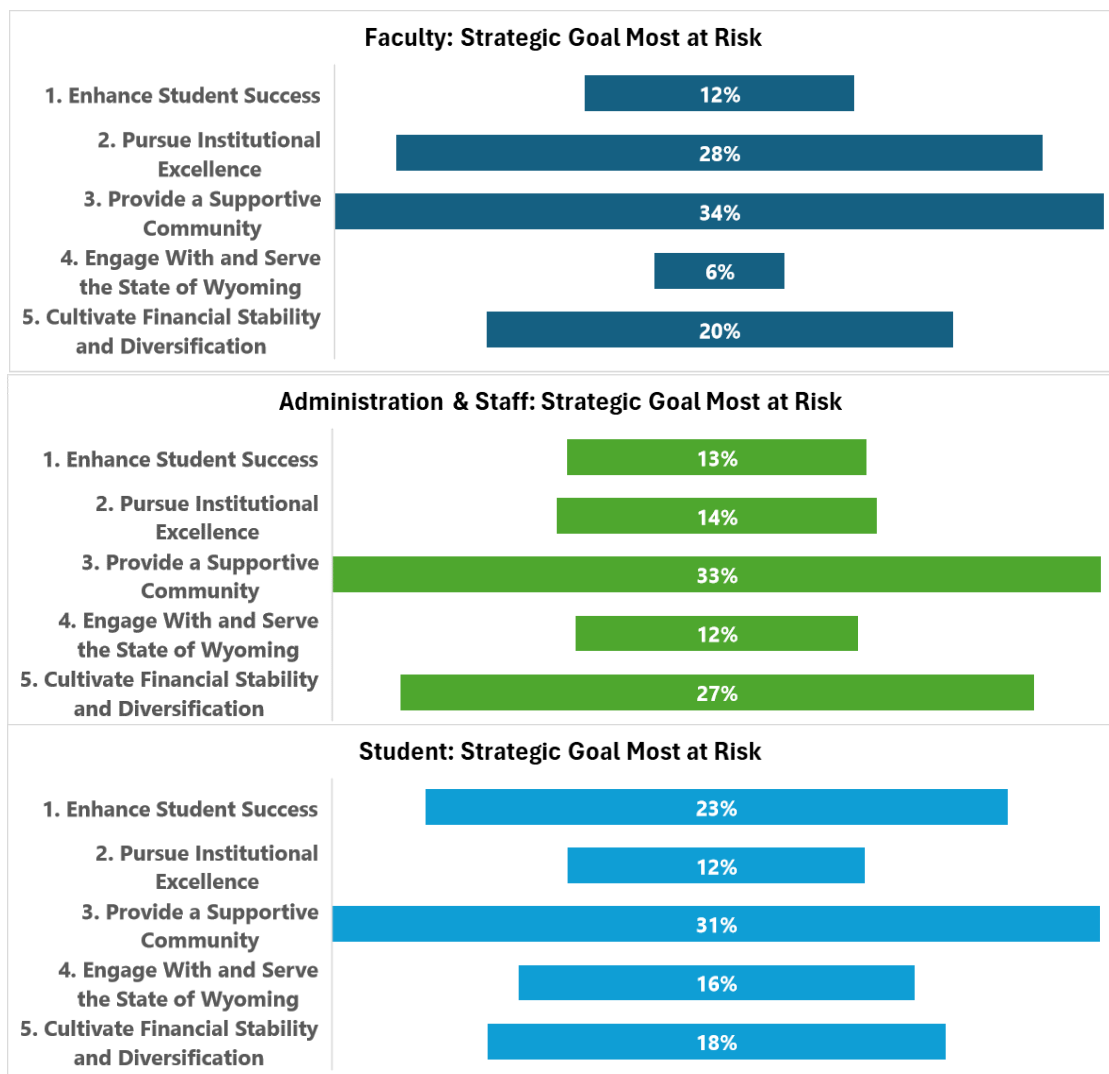 Faculty: Strategic Goal Most at Risk
1. Enhance Student Success
12%
2. Pursue Institutional
Excellence
28%
3. Provide a Supportive
Community
34%
4. Engage With and Serve
the State of Wyoming
6%
5. Cultivate Financial Stability
and Diversification
20%
Administration & Staff: Strategic Goal Most at Risk
1. Enhance Student Success
13%
2. Pursue Institutional
Excellence
14%
3. Provide a Supportive
Community
33%
4. Engage With and Serve
the State of Wyoming
12%
5. Cultivate Financial Stability
and Diversification
27%
Student: Strategic Goal Most at Risk
1. Enhance Student Success
23%
2. Pursue Institutional
Excellence
12%
3. Provide a Supportive
Community
31%
4. Engage With and Serve
the State of Wyoming
16%
5. Cultivate Financial Stability
and Diversification
18%